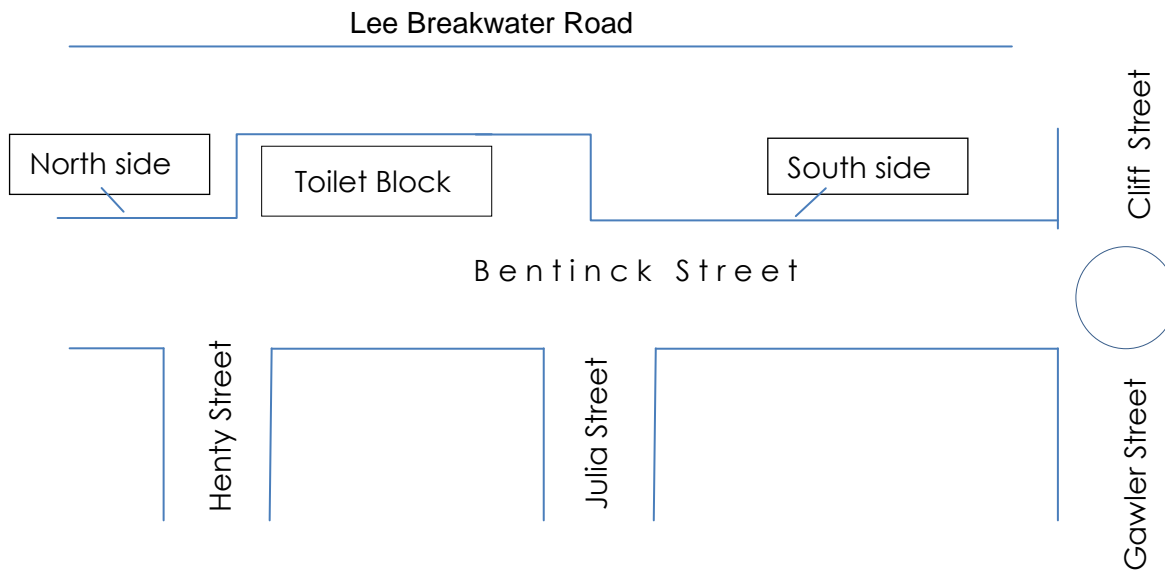 Lee Breakwater Road
Cliff Street
North side
Toilet Block
South side
Bentinck Street
Henty Street
Julia Street
Gawler Street